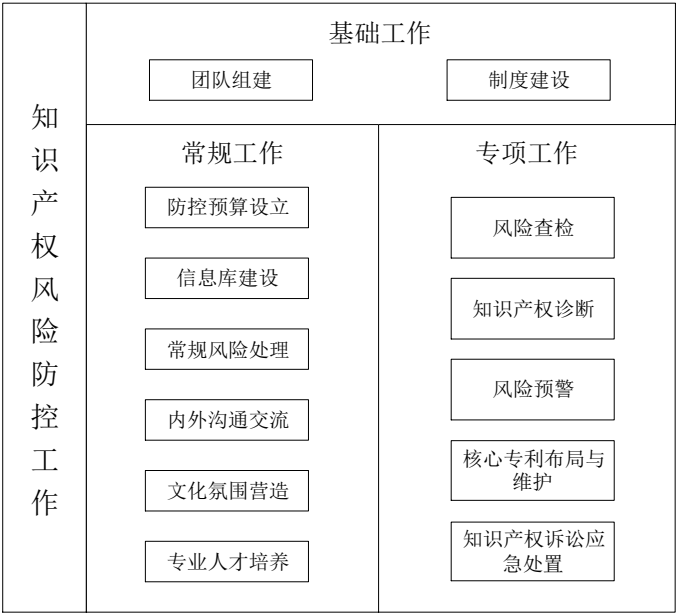 知识产权风险防控工作
基础工作
团队组建
制度建设
常规工作
防控预算设立
信息库建设
常规风险处理
内外沟通交流
文化氛围营造
专业人才培养
专项工作
风险查检
知识产权诊断
风险预警
核心专利布局与
维护
知识产权诉讼应
急处置